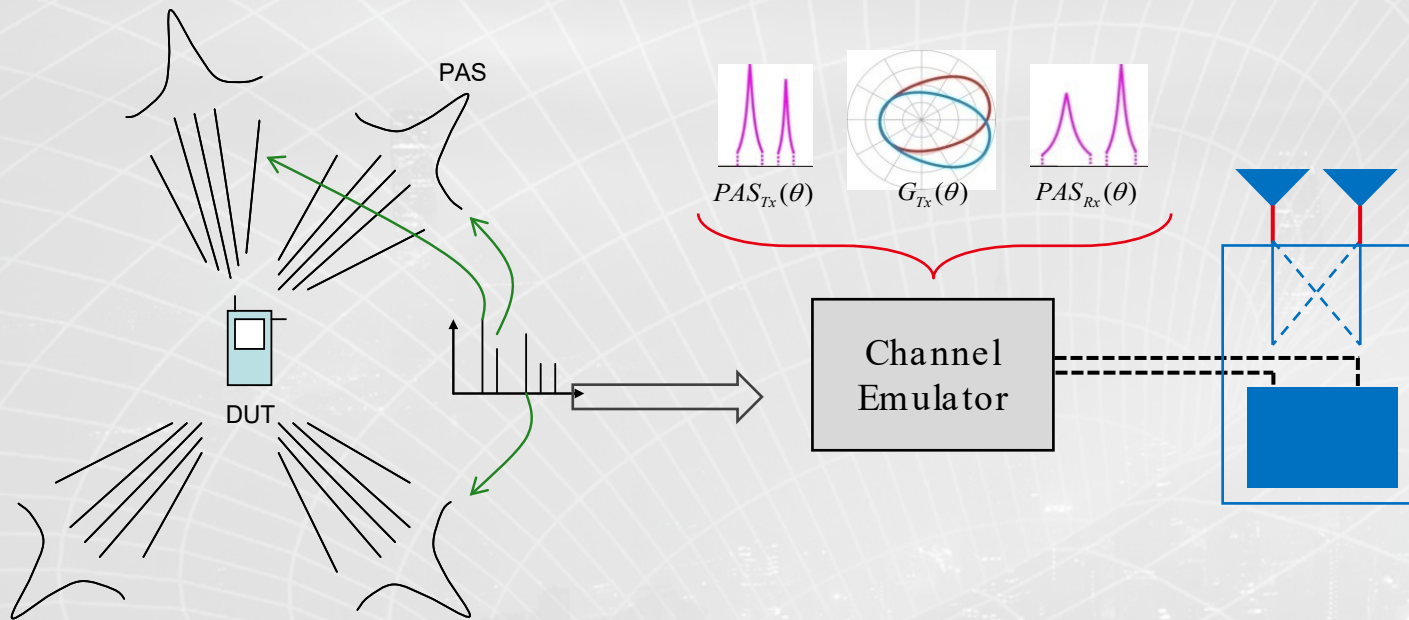 PAS
PAS_Tx(θ)
G_Tx(θ)
PAS_Rx(θ)
Channel
Emulator
DUT